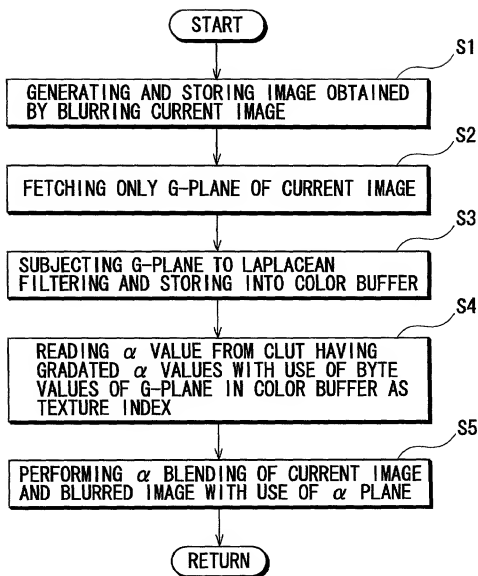 START
S1
GENERATING AND STORING IMAGE OBTAINED
BY BLURRING CURRENT IMAGE
S2
FETCHING ONLY G-PLANE OF CURRENT IMAGE
S3
SUBJECTING G-PLANE TO LAPLACEAN
FILTERING AND STORING INTO COLOR BUFFER
S4
READING α VALUE FROM CLUT HAVING
GRADATED α VALUES WITH USE OF BYTE
VALUES OF G-PLANE IN COLOR BUFFER AS
TEXTURE INDEX
S5
PERFORMING α BLENDING OF CURRENT IMAGE
AND BLURRED IMAGE WITH USE OF α PLANE
RETURN